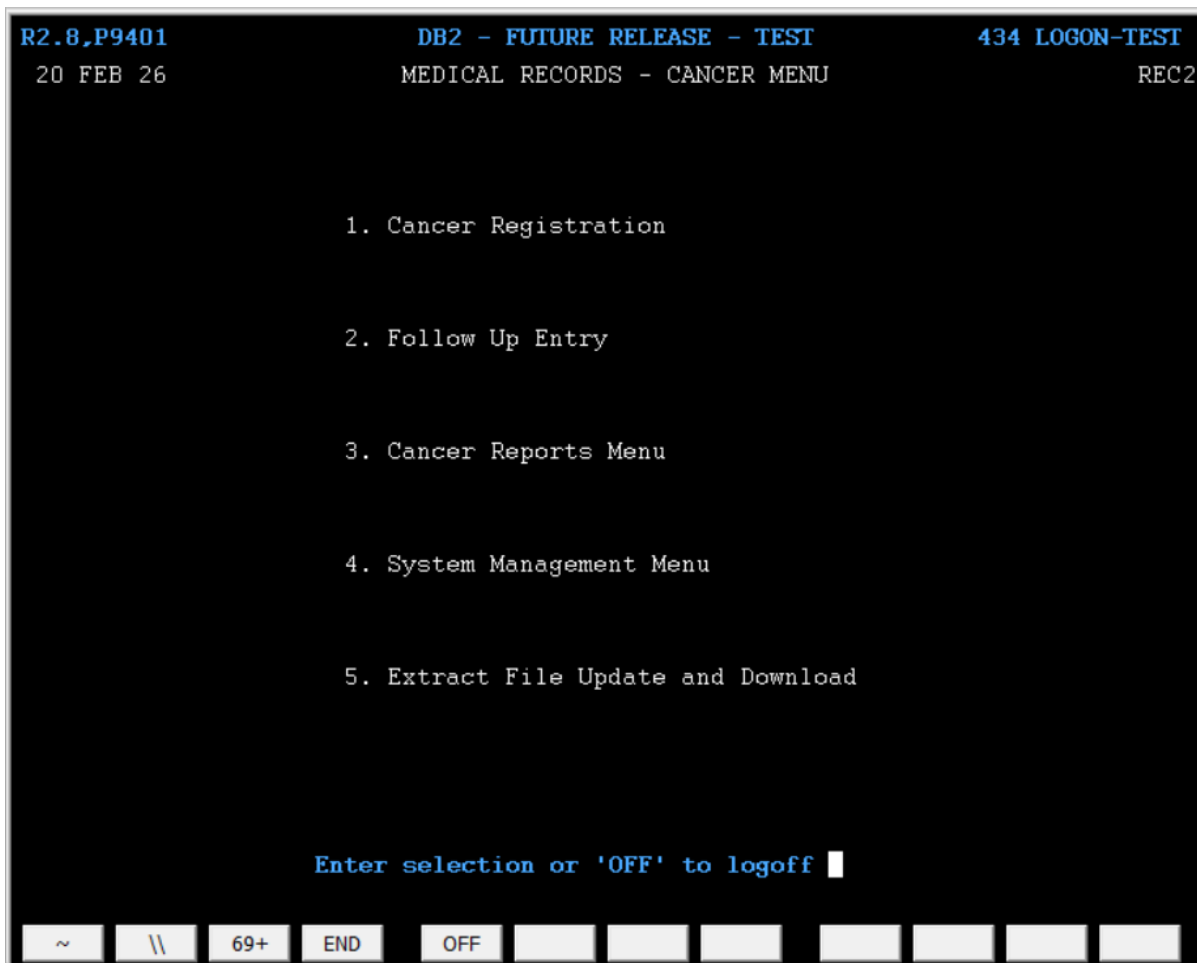 R2.8,P9401 DB2 - FUTURE RELEASE - TEST 434 LOGON-TEST
20 FEB 26 MEDICAL RECORDS - CANCER MENU REC2
1. Cancer Registration
2. Follow Up Entry
3. Cancer Reports Menu
4. System Management Menu
5. Extract File Update and Download
Enter selection or 'OFF' to logoff
~ \\ 69+ END OFF